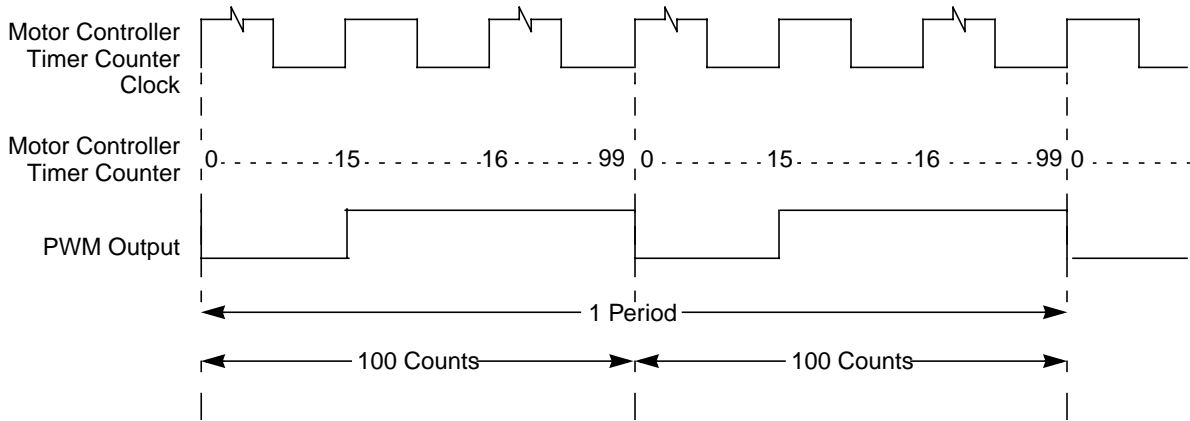 Motor Controller
Timer Counter
Clock
Motor Controller
Timer Counter
0 15 16 99 0 15 16 99 0
PWM Output
1 Period
100 Counts 100 Counts